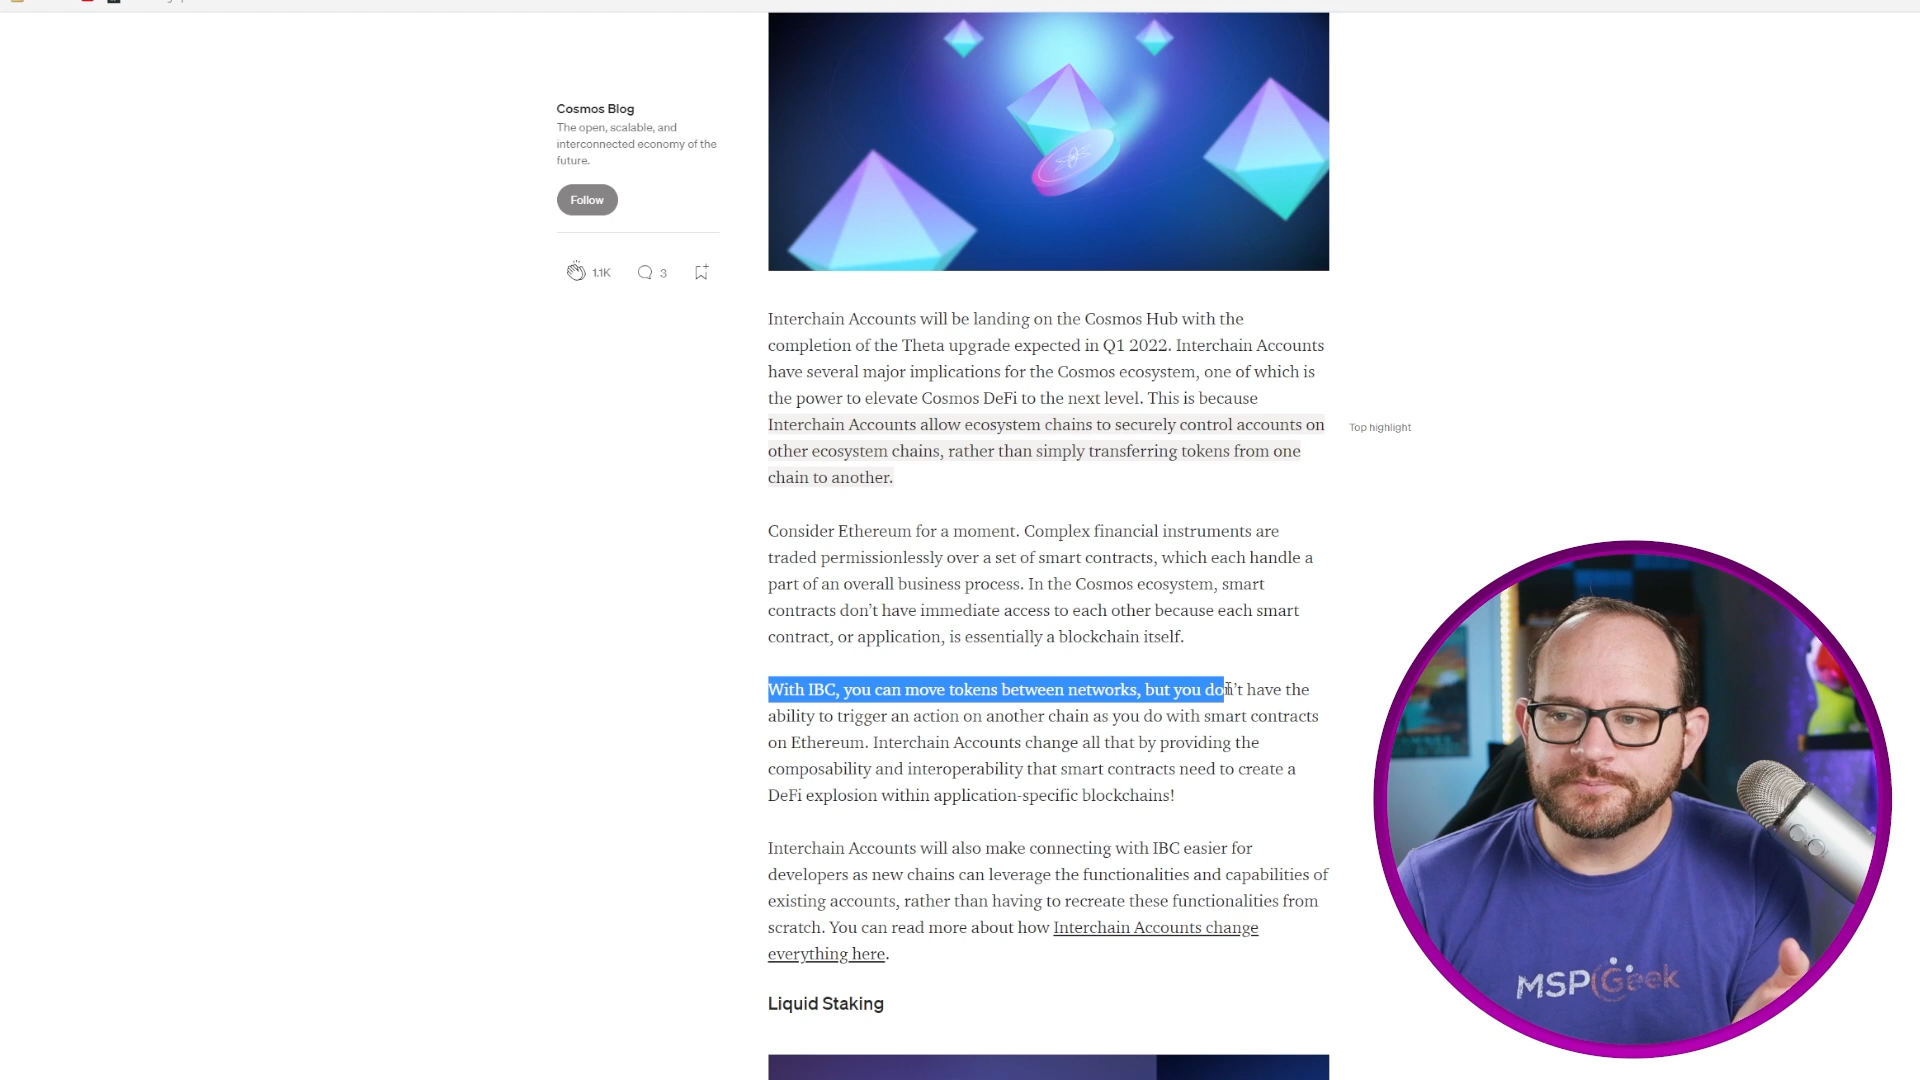 Cosmos Blog
The open, scalable, and
interconnected economy of the
future.
Follow
1.1K
3
Interchain Accounts will be landing on the Cosmos Hub with the
completion of the Theta upgrade expected in Q1 2022. Interchain Accounts
have several major implications for the Cosmos ecosystem, one of which is
the power to elevate Cosmos DeFi to the next level. This is because
Interchain Accounts allow ecosystem chains to securely control accounts on
other ecosystem chains, rather than simply transferring tokens from one
chain to another.
Top highlight
Consider Ethereum for a moment. Complex financial instruments are
traded permissionlessly over a set of smart contracts, which each handle a
part of an overall business process. In the Cosmos ecosystem, smart
contracts don’t have immediate access to each other because each smart
contract, or application, is essentially a blockchain itself.
With IBC, you can move tokens between networks, but you don’t have the
ability to trigger an action on another chain as you do with smart contracts
on Ethereum. Interchain Accounts change all that by providing the
composability and interoperability that smart contracts need to create a
DeFi explosion within application-specific blockchains!
Interchain Accounts will also make connecting with IBC easier for
developers as new chains can leverage the functionalities and capabilities of
existing accounts, rather than having to recreate these functionalities from
scratch. You can read more about how Interchain Accounts change
everything here.
Liquid Staking
MSP(Geek